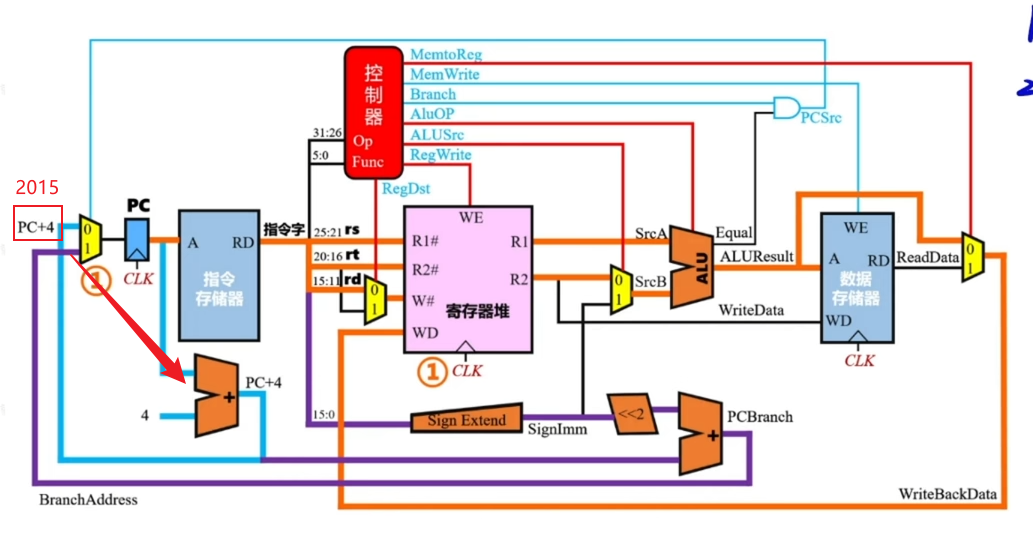 MemtoReg
控制器
MemWrite
Branch
AluOP
PCSrc
ALUSrc
31:26
Op
RegWrite
5:0
Func
RegDst
2015
PC+4
0
1
PC
CLK
①
A
RD
指令存储器
指令字
25:21 rs
20:16 rt
15:11 rd
0
1
WE
R1#
R1
R2#
R2
W#
WD
寄存器堆
①
CLK
SrcA
0
1
SrcB
ALU
Equal
ALUResult
WE
A
RD
数据存储器
WD
CLK
ReadData
0
1
WriteData
4
+
PC+4
15:0
Sign Extend
SignImm
<<2
+
PCBranch
BranchAddress
WriteBackData